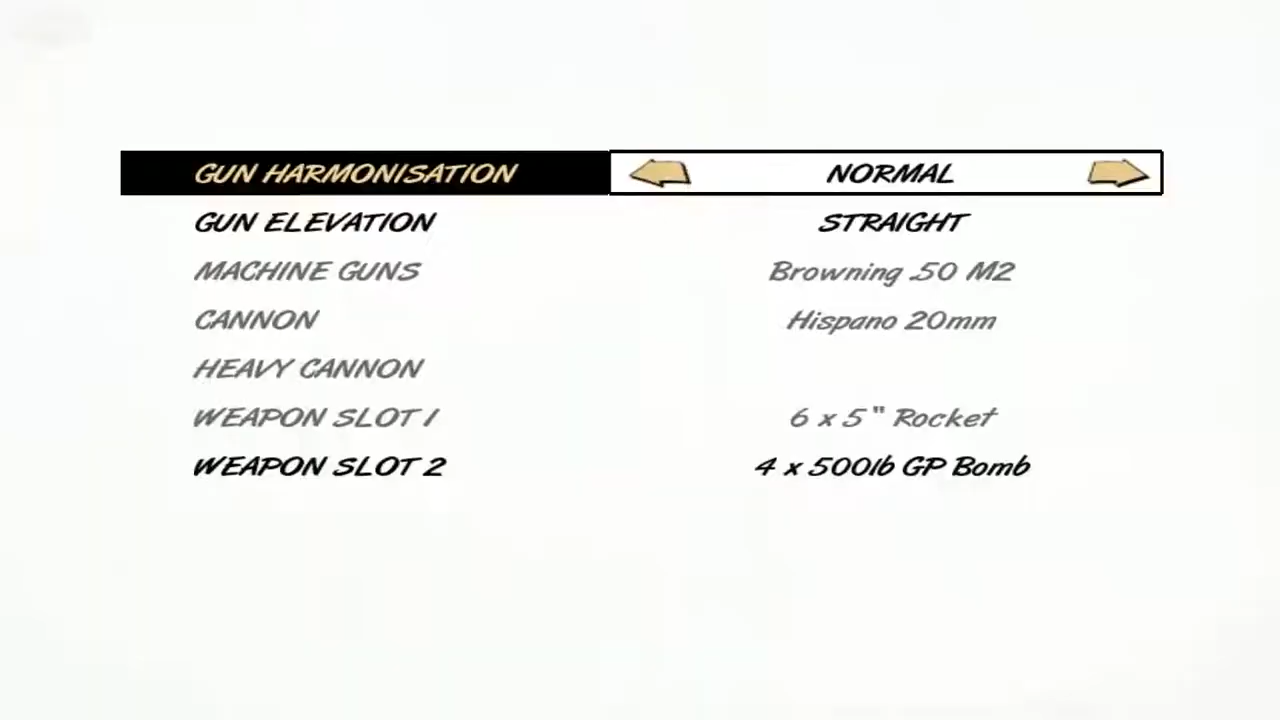 GUN HARMONISATION NORMAL
GUN ELEVATION STRAIGHT
MACHINE GUNS Browning .50 M2
CANNON Hispano 20mm
HEAVY CANNON
WEAPON SLOT 1 6 x 5" Rocket
WEAPON SLOT 2 4 x 500lb GP Bomb